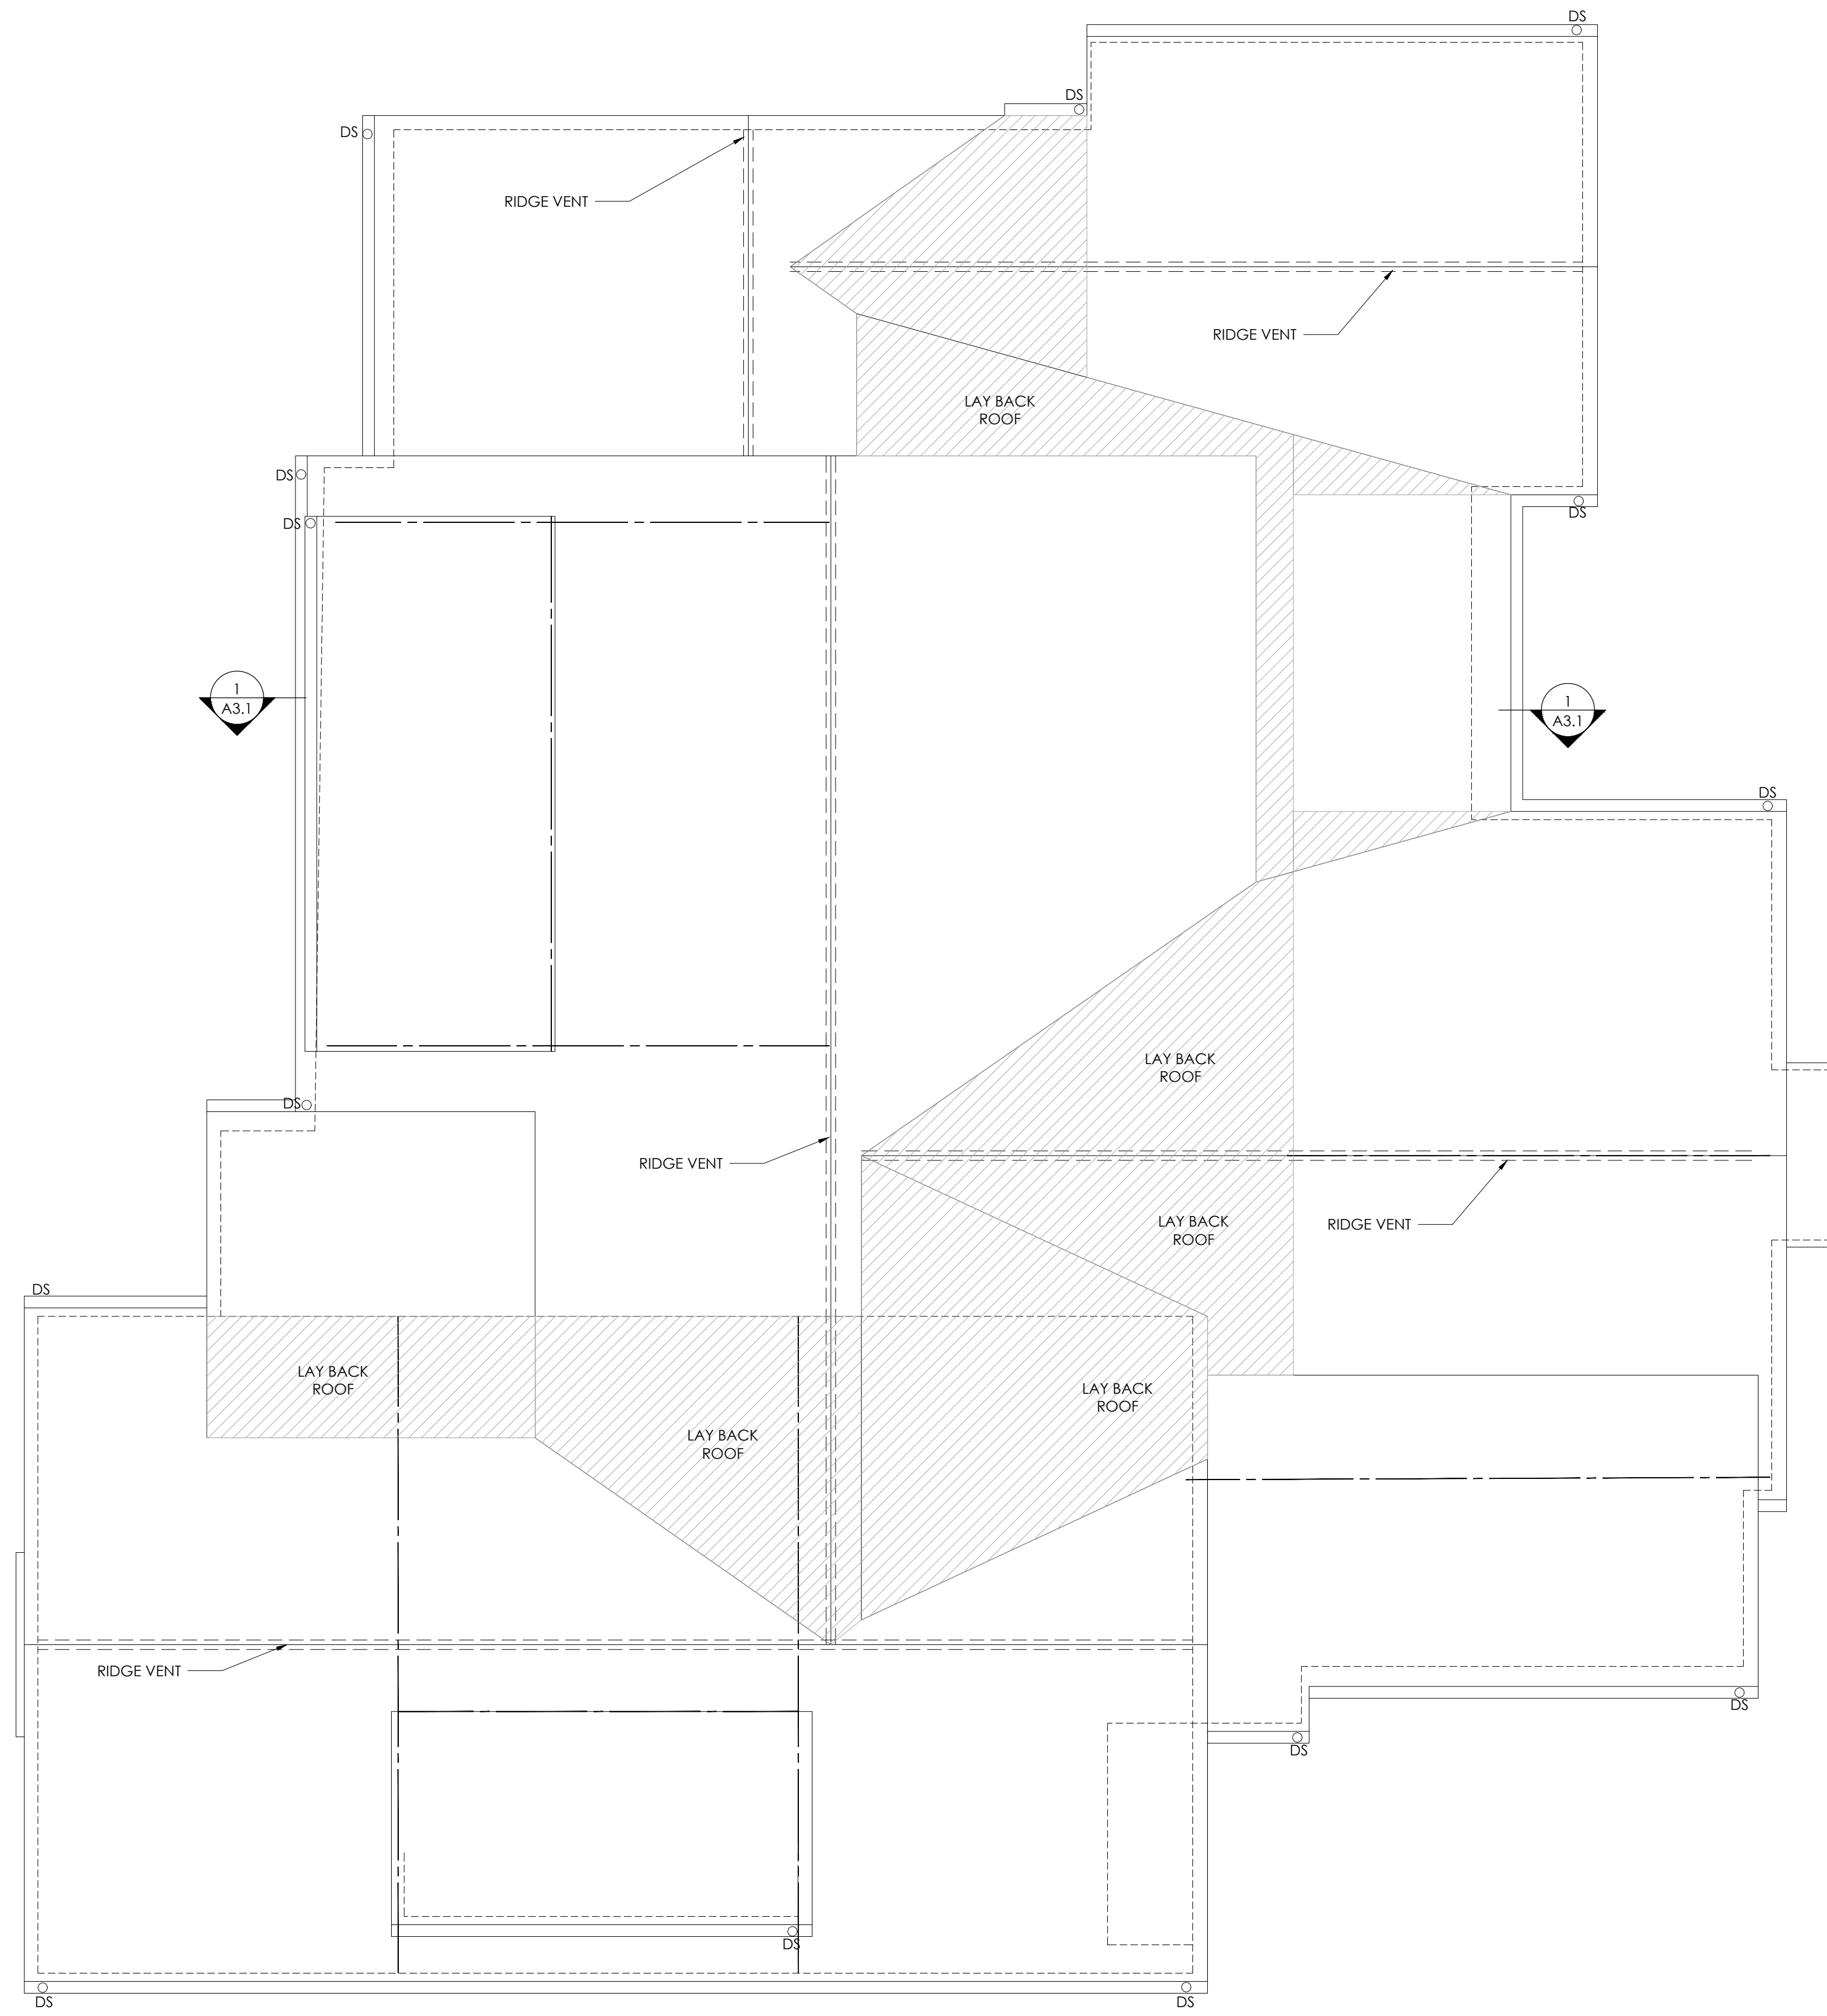 DS
DS
DS
RIDGE VENT
RIDGE VENT
LAY BACK
ROOF
DS
DS
DS
1
A3.1
1
A3.1
DS
LAY BACK
ROOF
DS
RIDGE VENT
LAY BACK
ROOF
RIDGE VENT
DS
LAY BACK
ROOF
LAY BACK
ROOF
LAY BACK
ROOF
RIDGE VENT
DS
DS
DS
DS
DS